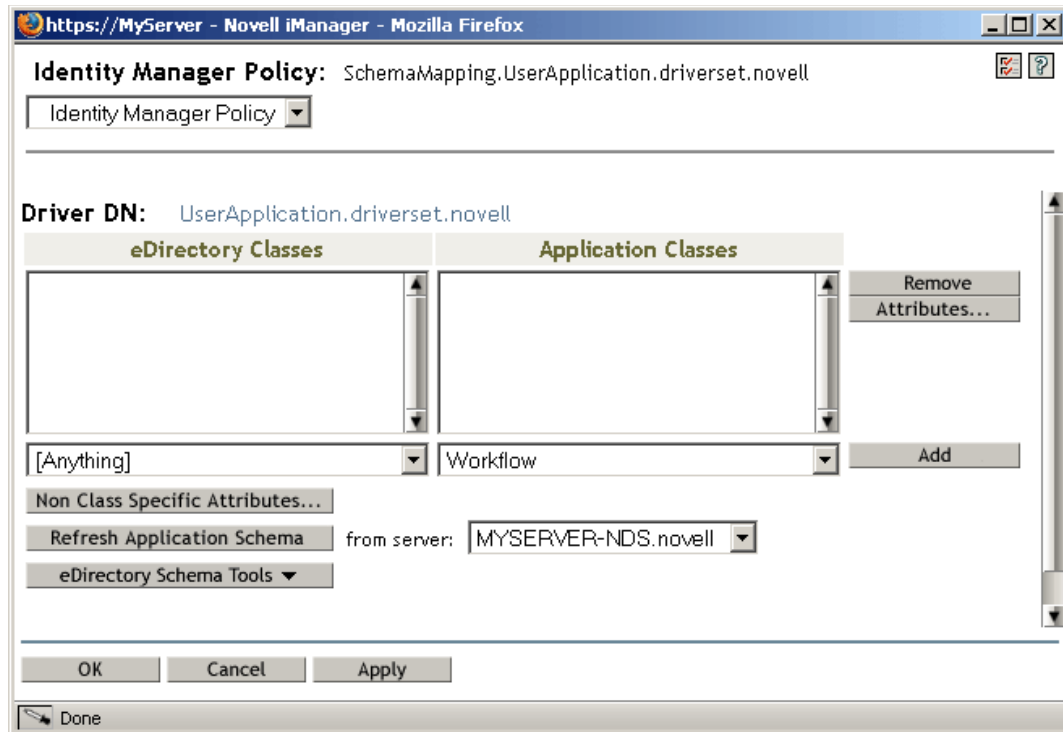 https://MyServer - Novell iManager - Mozilla Firefox
Identity Manager Policy: SchemaMapping.UserApplication.driverset.novell
Identity Manager Policy
Driver DN: UserApplication.driverset.novell
eDirectory Classes Application Classes
Remove
Attributes...
[Anything] Workflow Add
Non Class Specific Attributes...
Refresh Application Schema from server: MYSERVER-NDS.novell
eDirectory Schema Tools
OK Cancel Apply
Done